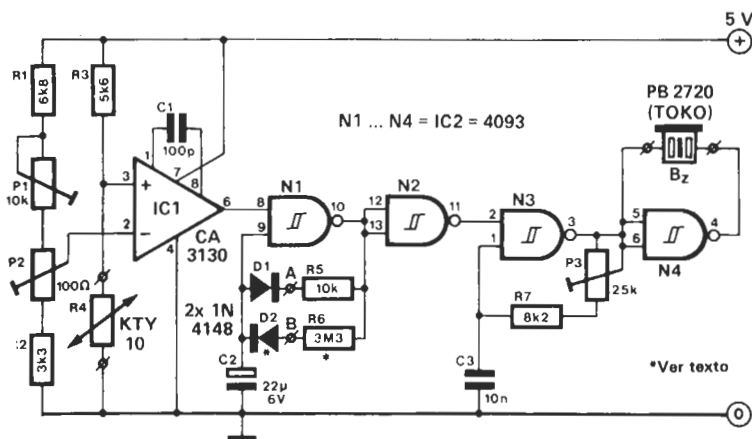 5 V
+
R1
6k8
R3
5k6
C1
100p
PB 2720
(TOKO)
Bz
N1 ... N4 = IC2 = 4093
P1
10k
1
7
8
3
+
2
−
IC1
6
4
CA
3130
8
9
N1
10
12
13
N2
11
2
1
N3
3
5
6
4
N4
P2
100Ω
R4
KTY
10
:2
3k3
D1
A
R5
10k
2x 1N
4148
D2
*
B
R6
3M3
*
C2
22µ
6V
P3
25k
R7
8k2
C3
10n
*Ver texto
0